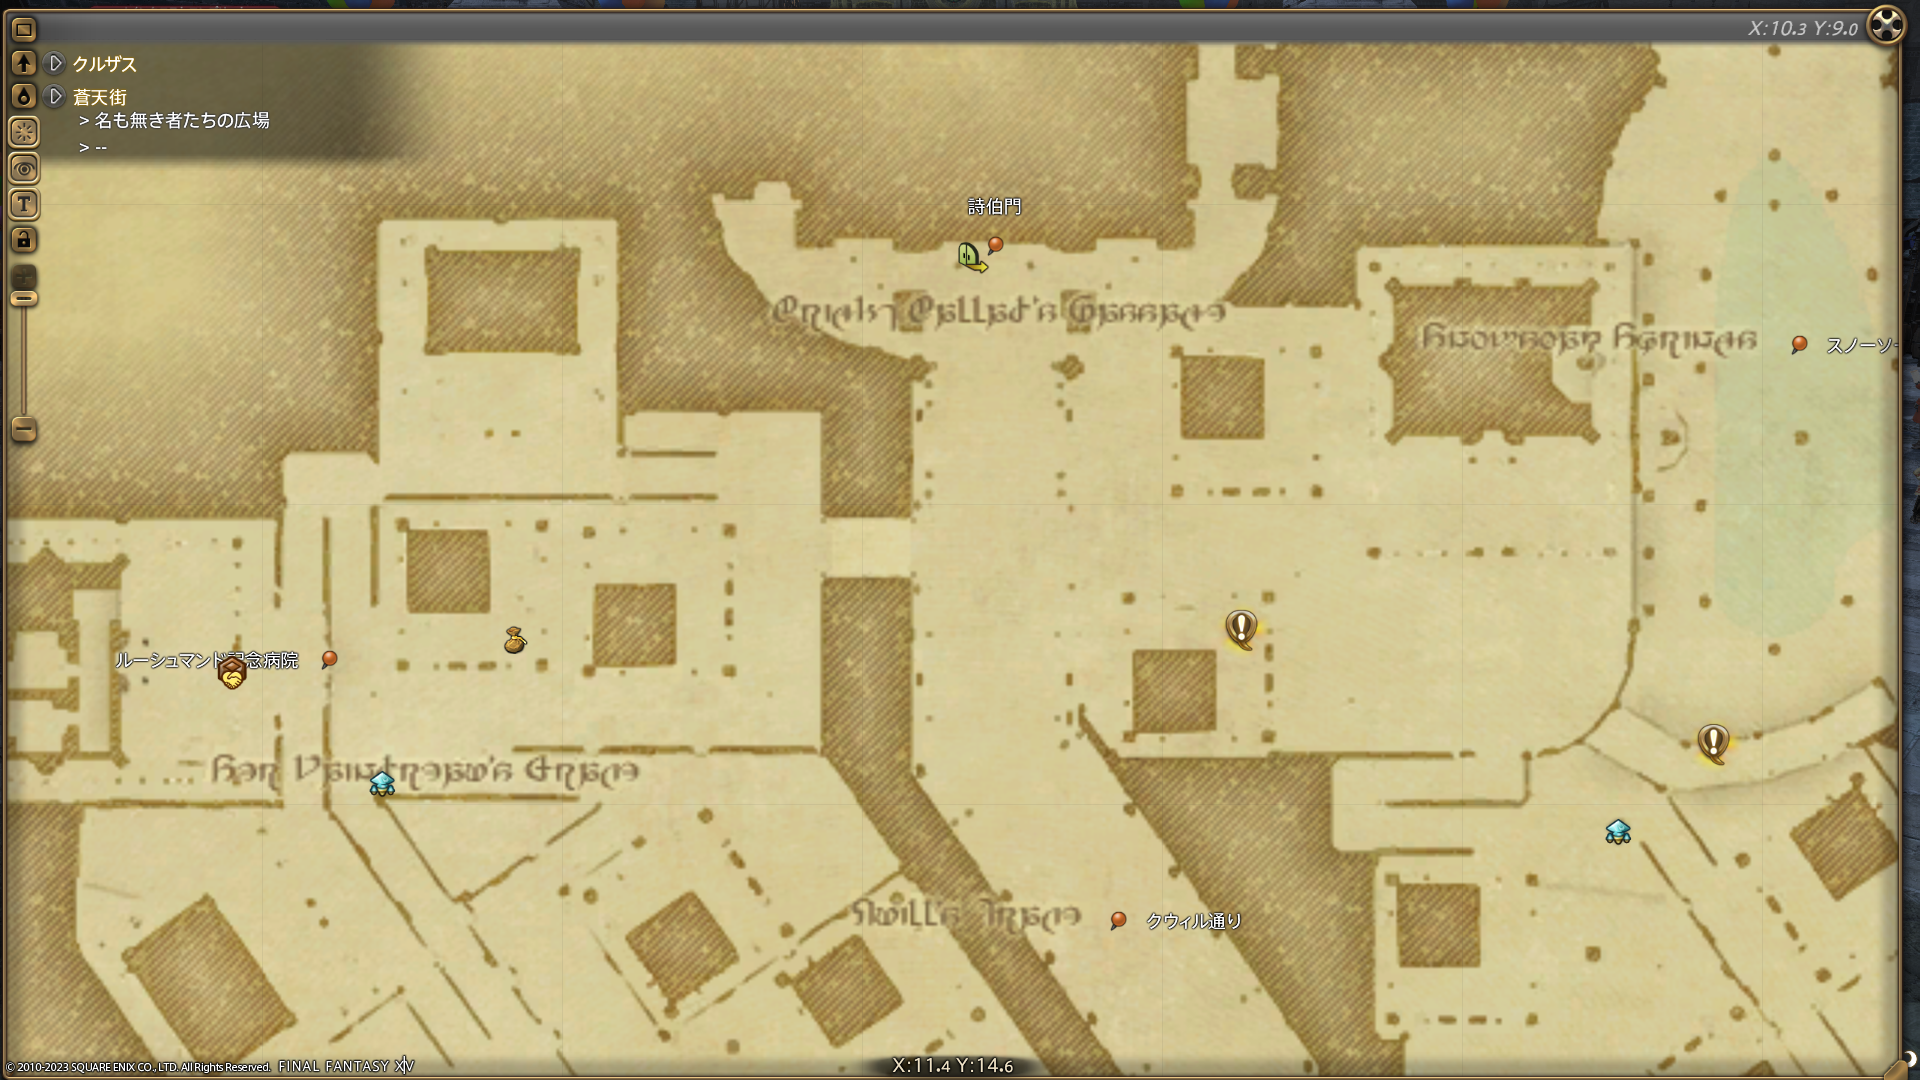 X:10.3 Y:9.0
クルザス
蒼天街
> 名も無き者たちの広場
> --
詩伯門
スノーソ
ルーシュマンド記念病院
クウィル通り
© 2010-2023 SQUARE ENIX CO., LTD. All Rights Reserved. FINAL FANTASY XIV
X:11.4 Y:14.6